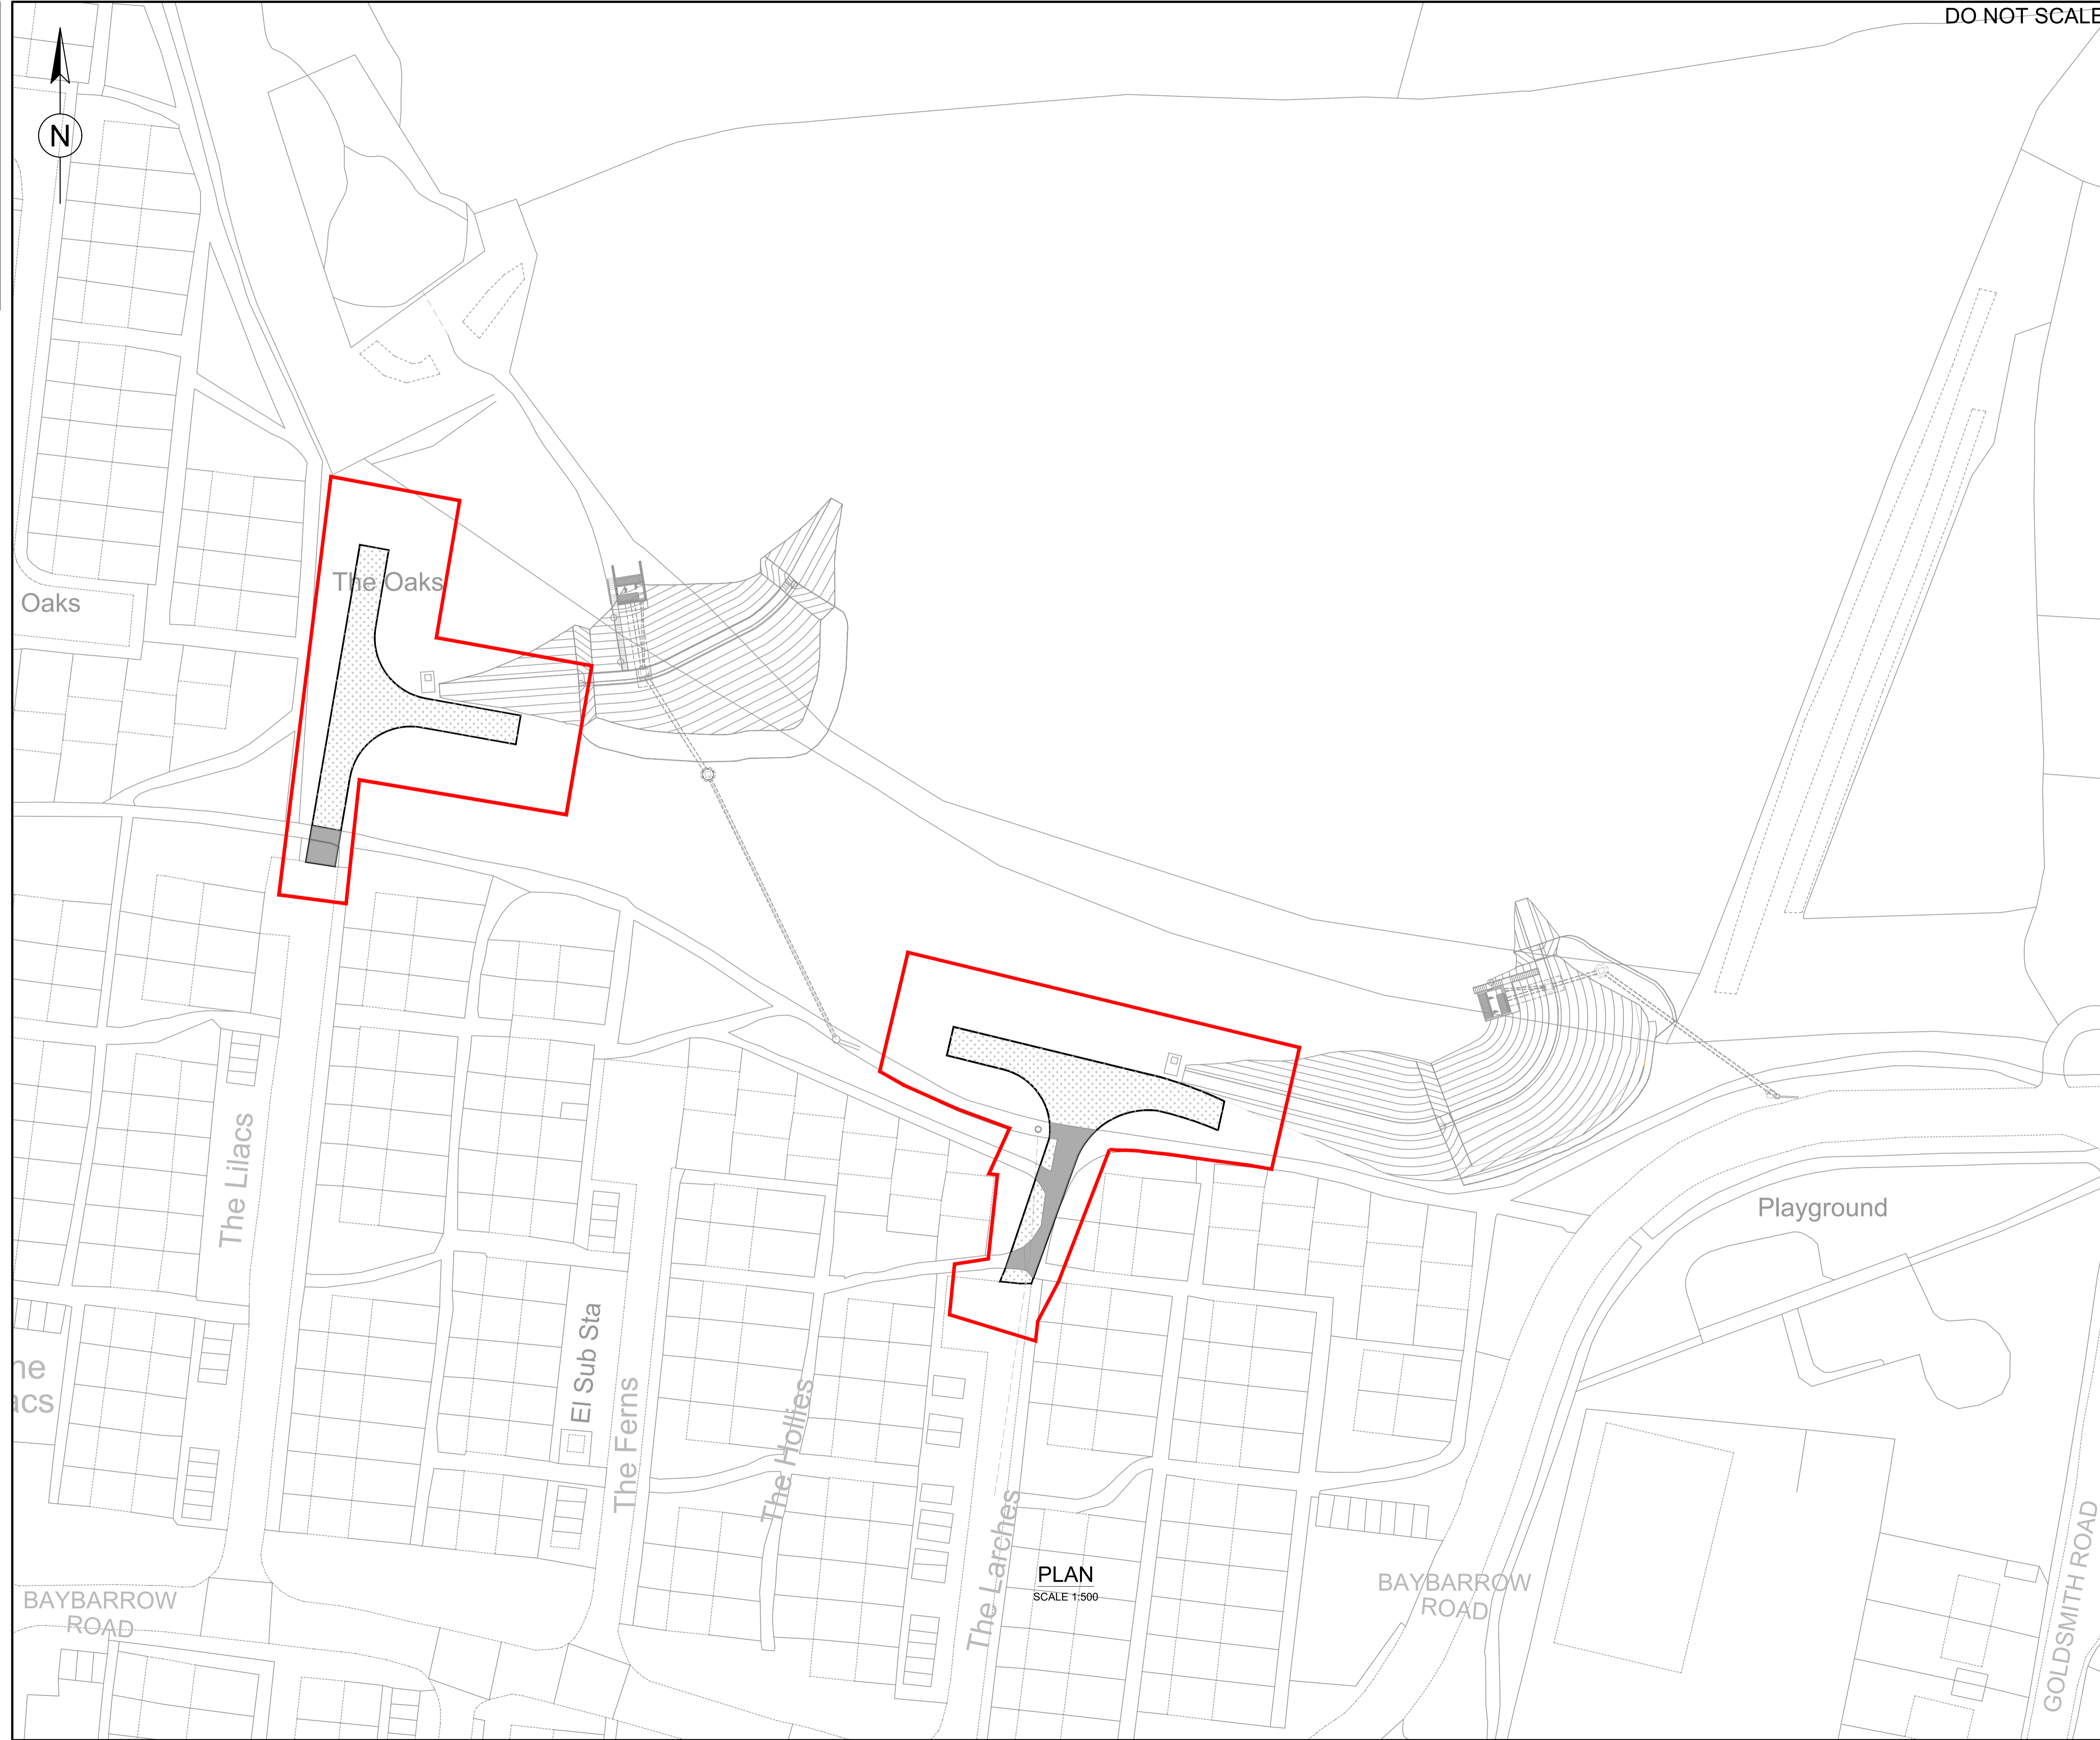 DO NOT SCALE
N
The Oaks
Oaks
The Lilacs
Playground
El Sub Sta
The Ferns
The Hollies
The Larches
PLAN
SCALE 1:500
BAYBARROW
ROAD
BAYBARROW
ROAD
GOLDSMITH ROAD